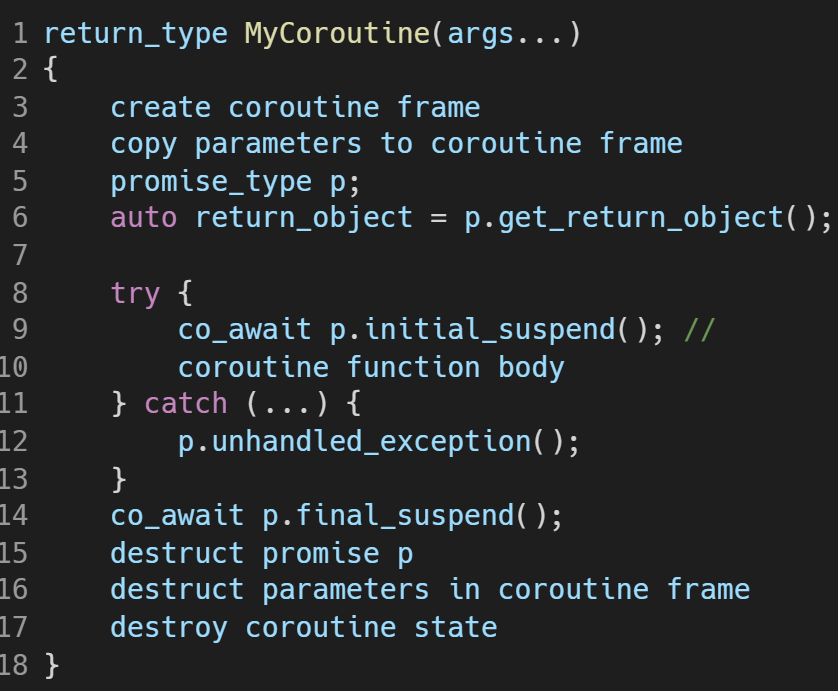 1 return_type MyCoroutine(args...)
2 {
3     create coroutine frame
4     copy parameters to coroutine frame
5     promise_type p;
6     auto return_object = p.get_return_object();
7
8     try {
9         co_await p.initial_suspend(); //
10         coroutine function body
11     } catch (...) {
12         p.unhandled_exception();
13     }
14     co_await p.final_suspend();
15     destruct promise p
16     destruct parameters in coroutine frame
17     destroy coroutine state
18 }